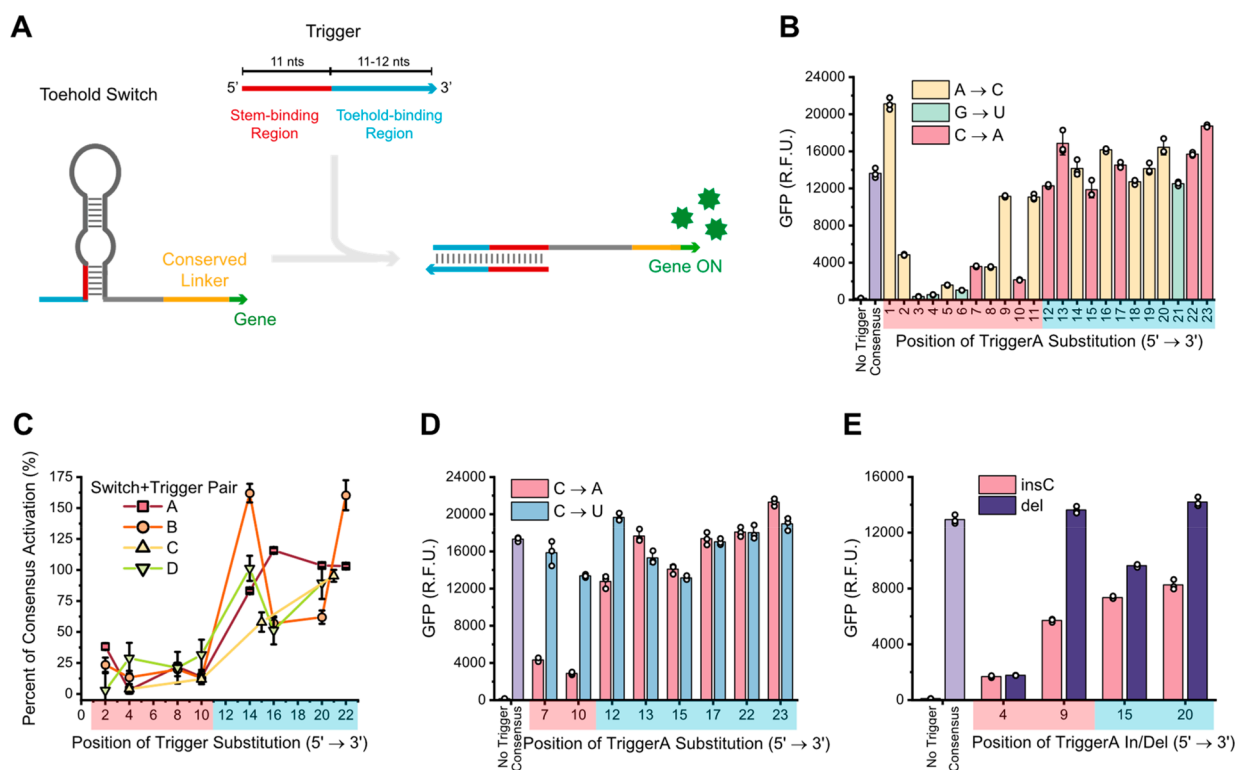 A
Trigger
11 nts
11-12 nts
5'
3'
Toehold Switch
Stem-binding
Region
Toehold-binding
Region
Conserved
Linker
Gene
Gene ON
B
GFP (R.F.U.)
24000
20000
16000
12000
8000
4000
0
A → C
G → U
C → A
No Trigger
Consensus
1 2 3 4 5 6 7 8 9 10 11 12 13 14 15 16 17 18 19 20 21 22 23
Position of TriggerA Substitution (5' → 3')
C
Percent of Consensus Activation (%)
175
150
125
100
75
50
25
0
Switch+Trigger Pair
A
B
C
D
0 2 4 6 8 10 12 14 16 18 20 22
Position of Trigger Substitution (5' → 3')
D
GFP (R.F.U.)
24000
20000
16000
12000
8000
4000
0
C → A
C → U
No Trigger
Consensus
7 10 12 13 15 17 22 23
Position of TriggerA Substitution (5' → 3')
E
GFP (R.F.U.)
16000
12000
8000
4000
0
insC
del
No Trigger
Consensus
4 9 15 20
Position of TriggerA In/Del (5' → 3')